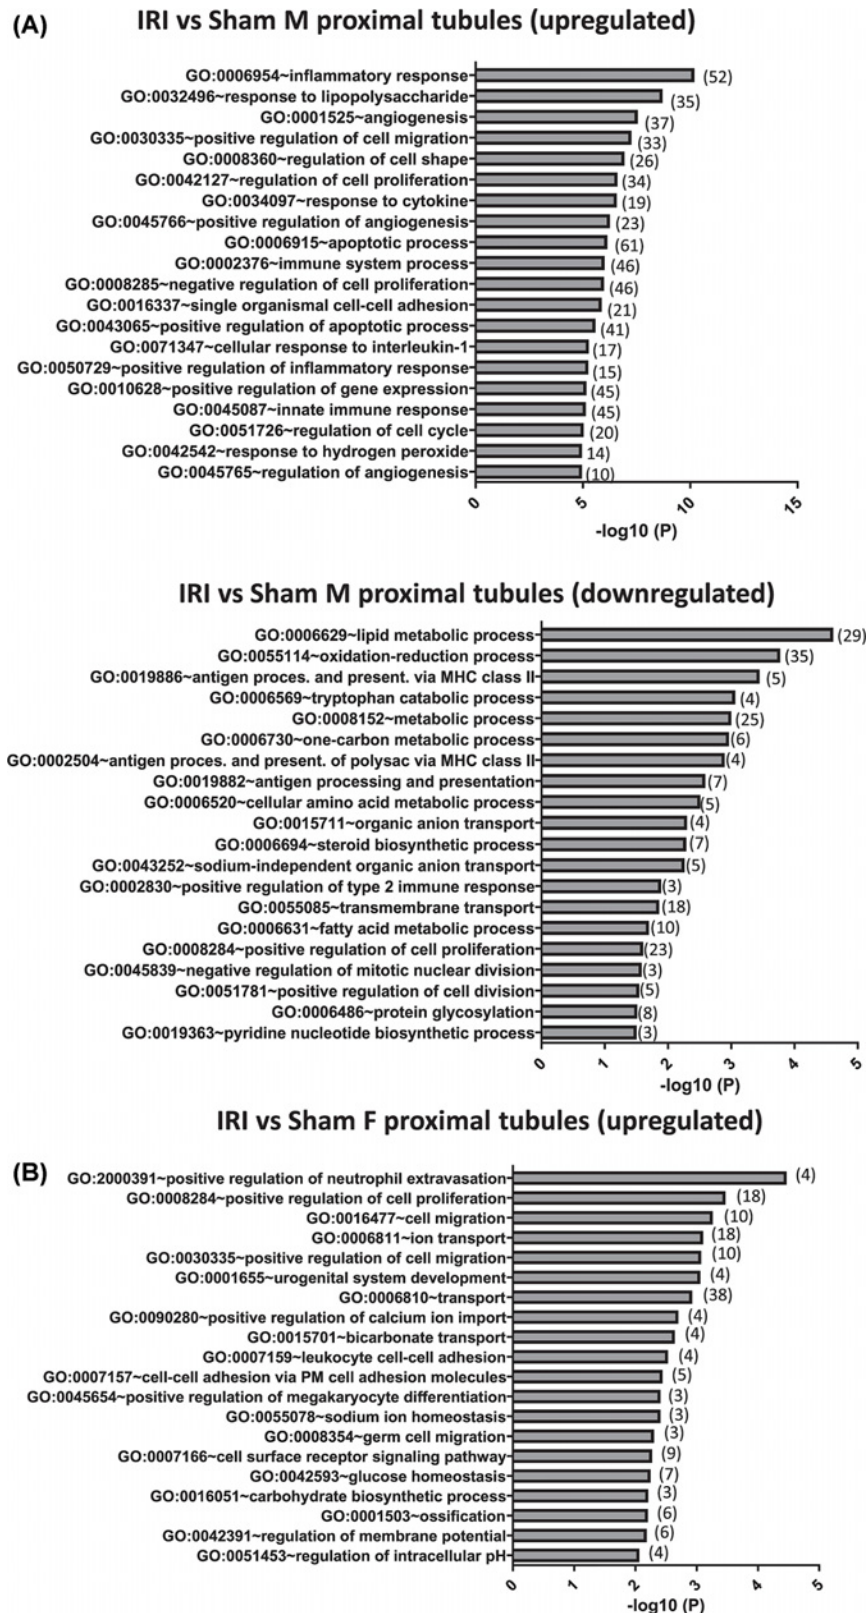 (A)
IRI vs Sham M proximal tubules (upregulated)
GO:0006954~inflammatory response (52)
GO:0032496~response to lipopolysaccharide (35)
GO:0001525~angiogenesis (37)
GO:0030335~positive regulation of cell migration (33)
GO:0008360~regulation of cell shape (26)
GO:0042127~regulation of cell proliferation (34)
GO:0034097~response to cytokine (19)
GO:0045766~positive regulation of angiogenesis (23)
GO:0006915~apoptotic process (61)
GO:0002376~immune system process (46)
GO:0008285~negative regulation of cell proliferation (46)
GO:0016337~single organismal cell-cell adhesion (21)
GO:0043065~positive regulation of apoptotic process (41)
GO:0071347~cellular response to interleukin-1 (17)
GO:0050729~positive regulation of inflammatory response (15)
GO:0010628~positive regulation of gene expression (45)
GO:0045087~innate immune response (45)
GO:0051726~regulation of cell cycle (20)
GO:0042542~response to hydrogen peroxide 14)
GO:0045765~regulation of angiogenesis (10)
0 5 10 15
-log10 (P)
IRI vs Sham M proximal tubules (downregulated)
GO:0006629~lipid metabolic process (29)
GO:0055114~oxidation-reduction process (35)
GO:0019886~antigen proces. and present. via MHC class II (5)
GO:0006569~tryptophan catabolic process (4)
GO:0008152~metabolic process (25)
GO:0006730~one-carbon metabolic process (6)
GO:0002504~antigen proces. and present. of polysac via MHC class II (4)
GO:0019882~antigen processing and presentation (7)
GO:0006520~cellular amino acid metabolic process (5)
GO:0015711~organic anion transport (4)
GO:0006694~steroid biosynthetic process (7)
GO:0043252~sodium-independent organic anion transport (5)
GO:0002830~positive regulation of type 2 immune response (3)
GO:0055085~transmembrane transport (18)
GO:0006631~fatty acid metabolic process (10)
GO:0008284~positive regulation of cell proliferation (23)
GO:0045839~negative regulation of mitotic nuclear division (3)
GO:0051781~positive regulation of cell division (5)
GO:0006486~protein glycosylation (8)
GO:0019363~pyridine nucleotide biosynthetic process (3)
0 1 2 3 4 5
-log10 (P)
IRI vs Sham F proximal tubules (upregulated)
(B)
GO:2000391~positive regulation of neutrophil extravasation (4)
GO:0008284~positive regulation of cell proliferation (18)
GO:0016477~cell migration (10)
GO:0006811~ion transport (18)
GO:0030335~positive regulation of cell migration (10)
GO:0001655~urogenital system development (4)
GO:0006810~transport (38)
GO:0090280~positive regulation of calcium ion import (4)
GO:0015701~bicarbonate transport (4)
GO:0007159~leukocyte cell-cell adhesion (4)
GO:0007157~cell-cell adhesion via PM cell adhesion molecules (5)
GO:0045654~positive regulation of megakaryocyte differentiation (3)
GO:0055078~sodium ion homeostasis (3)
GO:0008354~germ cell migration (3)
GO:0007166~cell surface receptor signaling pathway (9)
GO:0042593~glucose homeostasis (7)
GO:0016051~carbohydrate biosynthetic process (3)
GO:0001503~ossification (6)
GO:0042391~regulation of membrane potential (6)
GO:0051453~regulation of intracellular pH (4)
0 1 2 3 4 5
-log10 (P)